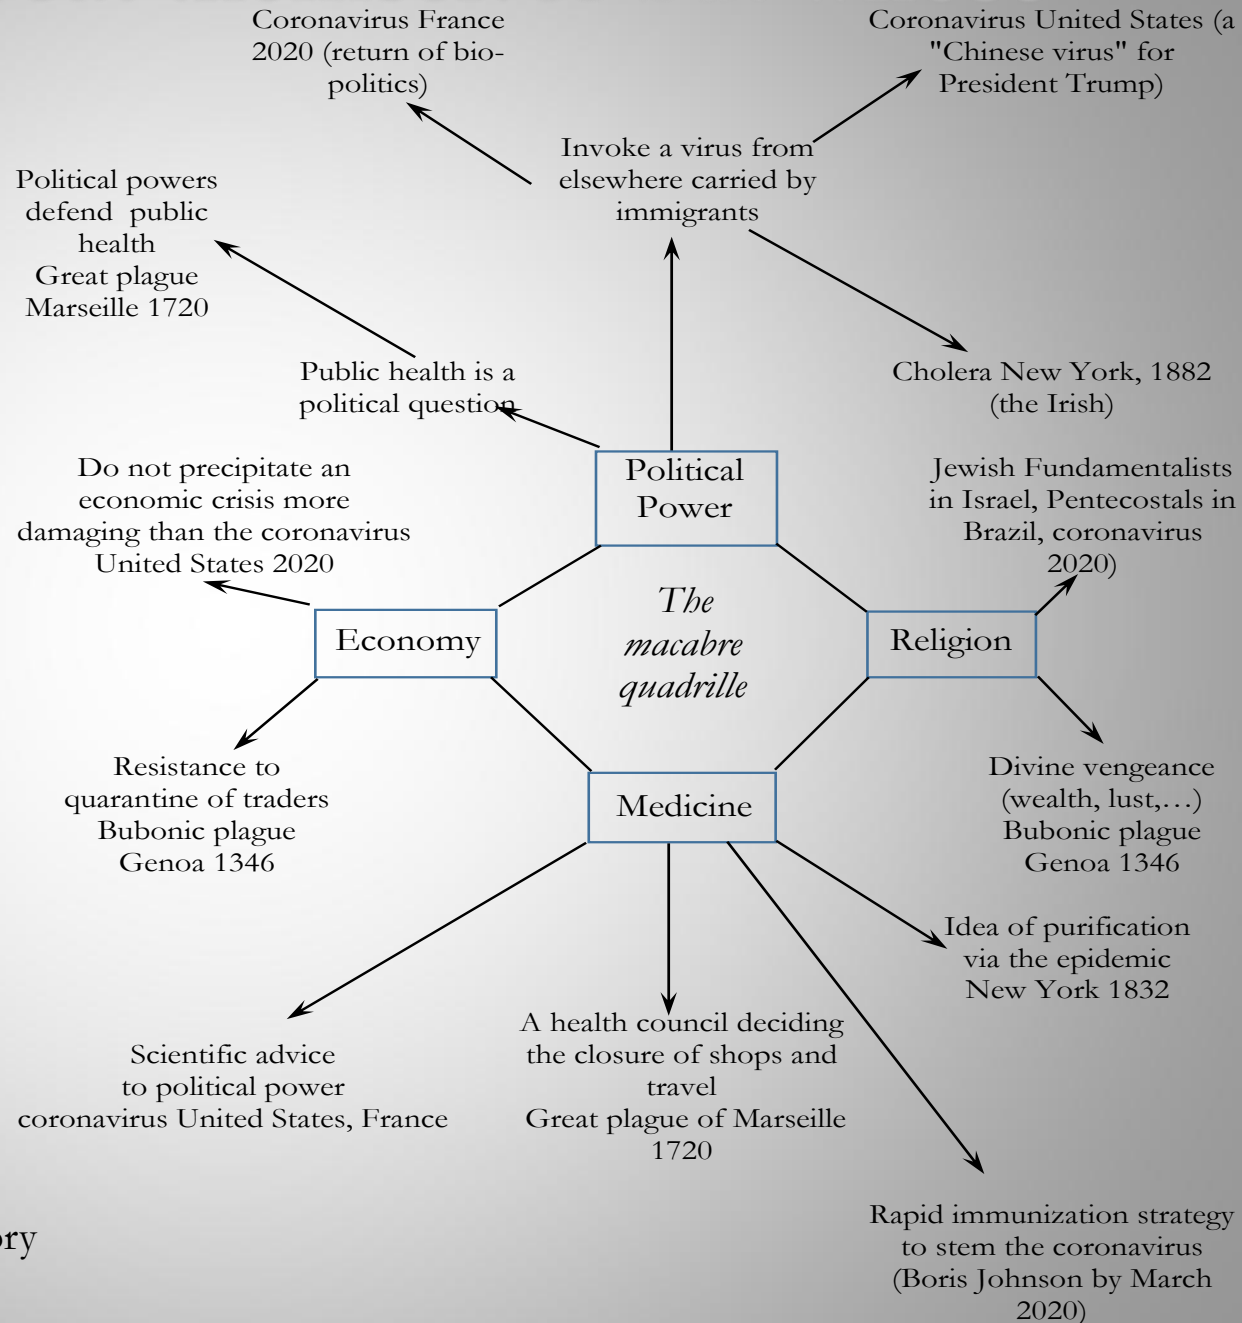 Coronavirus France
2020 (return of bio-
politics)
Coronavirus United States (a
"Chinese virus" for
President Trump)
Invoke a virus from
elsewhere carried by
immigrants
Political powers
defend public
health
Great plague
Marseille 1720
Public health is a
political question
Cholera New York, 1882
(the Irish)
Do not precipitate an
economic crisis more
damaging than the coronavirus
United States 2020
Political
Power
Jewish Fundamentalists
in Israel, Pentecostals in
Brazil, coronavirus
2020)
Economy
The
macabre
quadrille
Religion
Resistance to
quarantine of traders
Bubonic plague
Genoa 1346
Medicine
Divine vengeance
(wealth, lust,…)
Bubonic plague
Genoa 1346
Idea of purification
via the epidemic
New York 1832
Scientific advice
to political power
coronavirus United States, France
A health council deciding
the closure of shops and
travel
Great plague of Marseille
1720
Rapid immunization strategy
to stem the coronavirus
(Boris Johnson by March
2020)